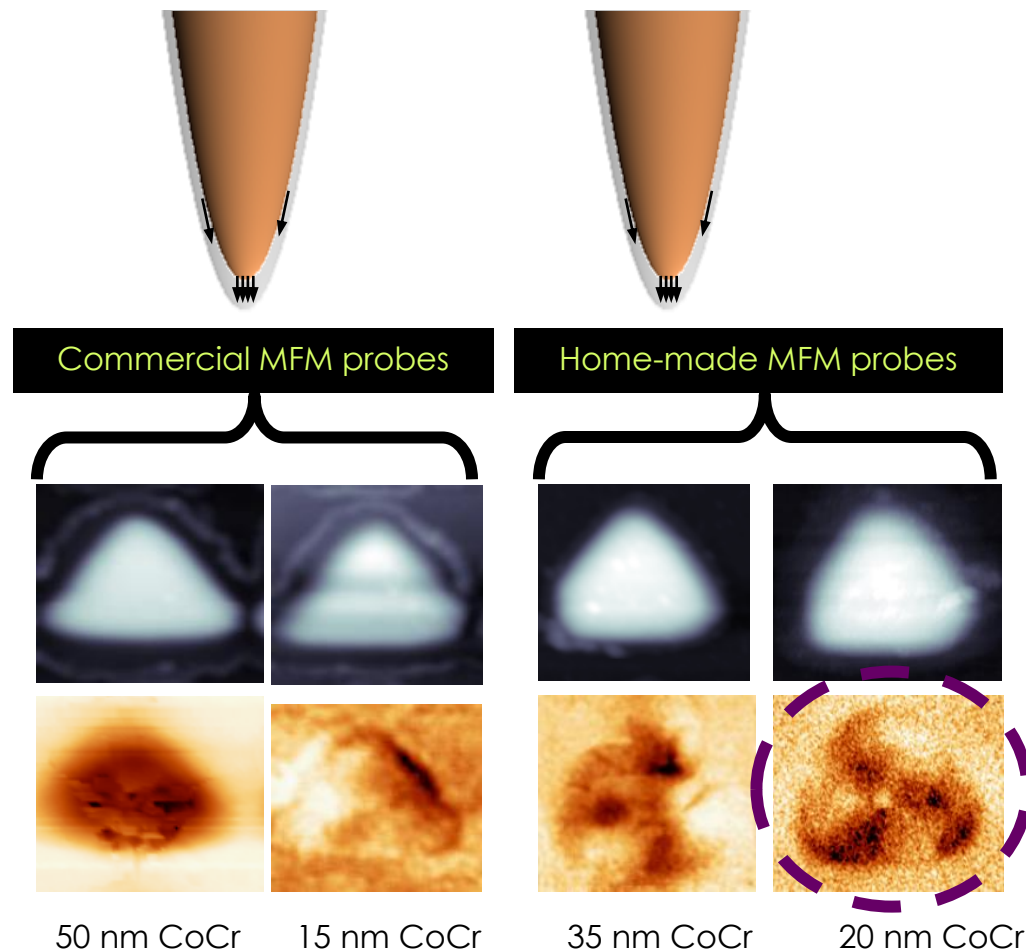 Commercial MFM probes
Home-made MFM probes
50 nm CoCr
15 nm CoCr
35 nm CoCr
20 nm CoCr